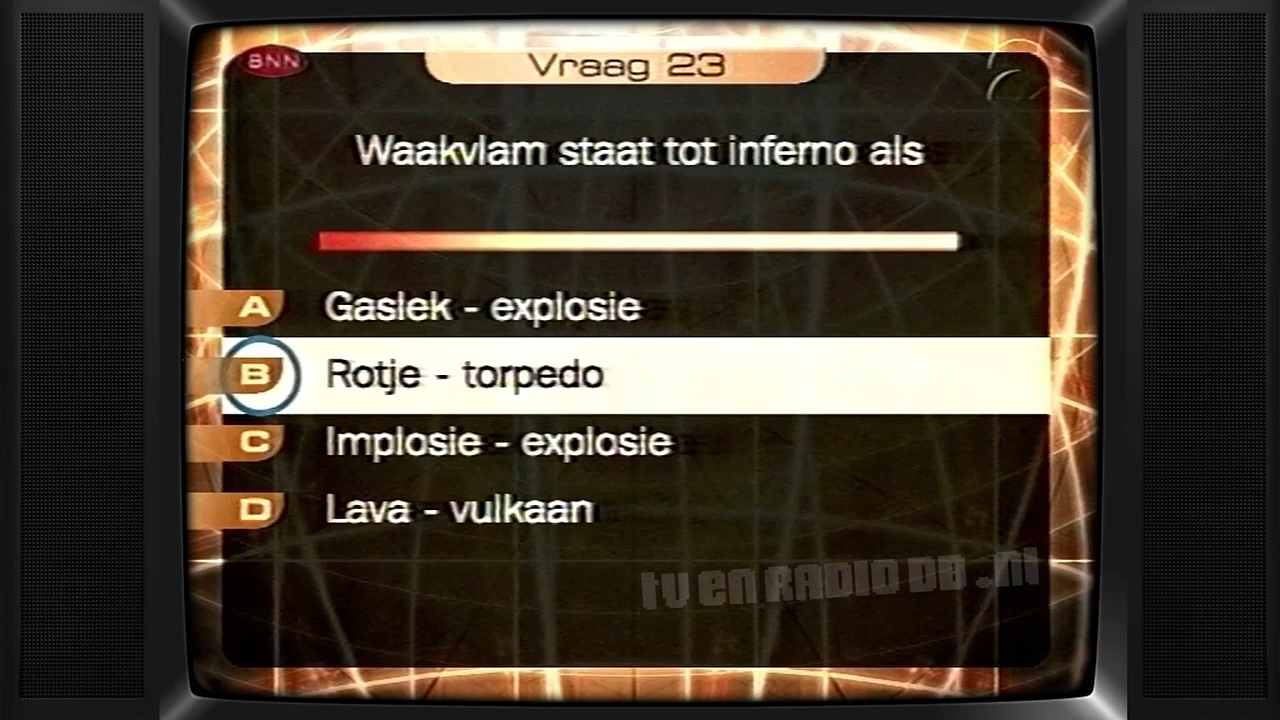 BNN
Vraag 23
Waakvlam staat tot inferno als
A Gaslek - explosie
B Rotje - torpedo
C Implosie - explosie
D Lava - vulkaan
tv en RADIO DB .nl